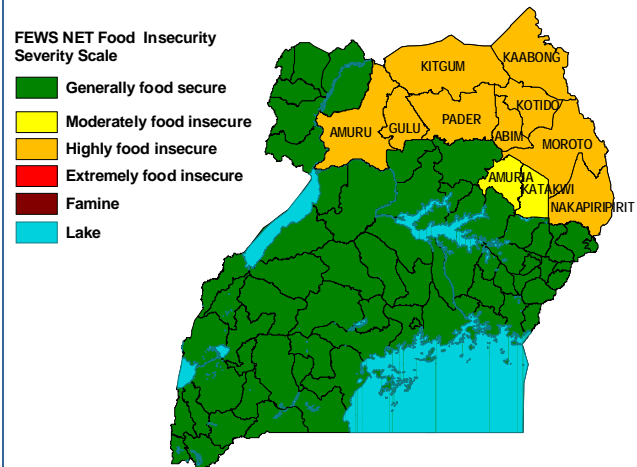 FEWS NET Food Insecurity
Severity Scale
Generally food secure
Moderately food insecure
Highly food insecure
Extremely food insecure
Famine
Lake
KAABONG
KITGUM
KOTIDO
PADER
GULU
AMURU
ABIM
MOROTO
AMURIA
KATAKWI
NAKAPIRIPIRIT